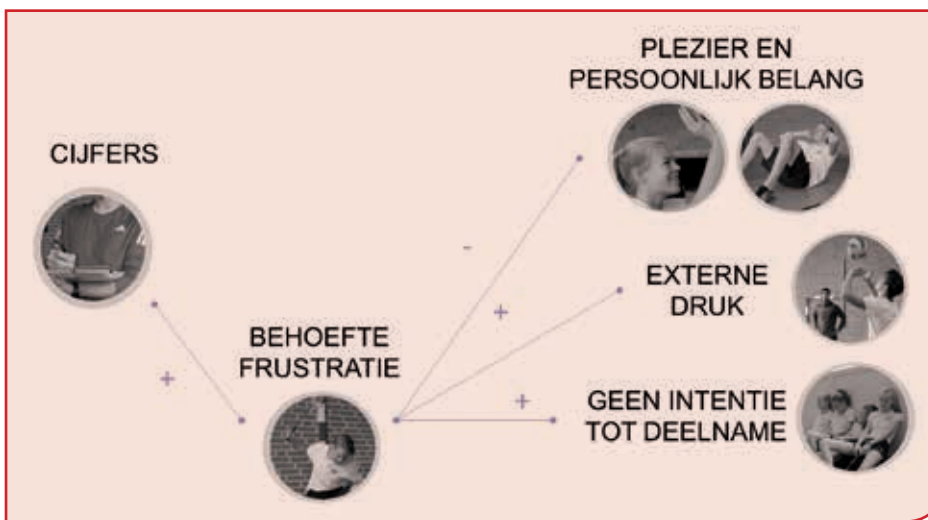 PLEZIER EN
PERSOONLIJK BELANG
CIJFERS
-
EXTERNE
DRUK
+
BEHOEFTE
FRUSTRATIE
+
+
GEEN INTENTIE
TOT DEELNAME